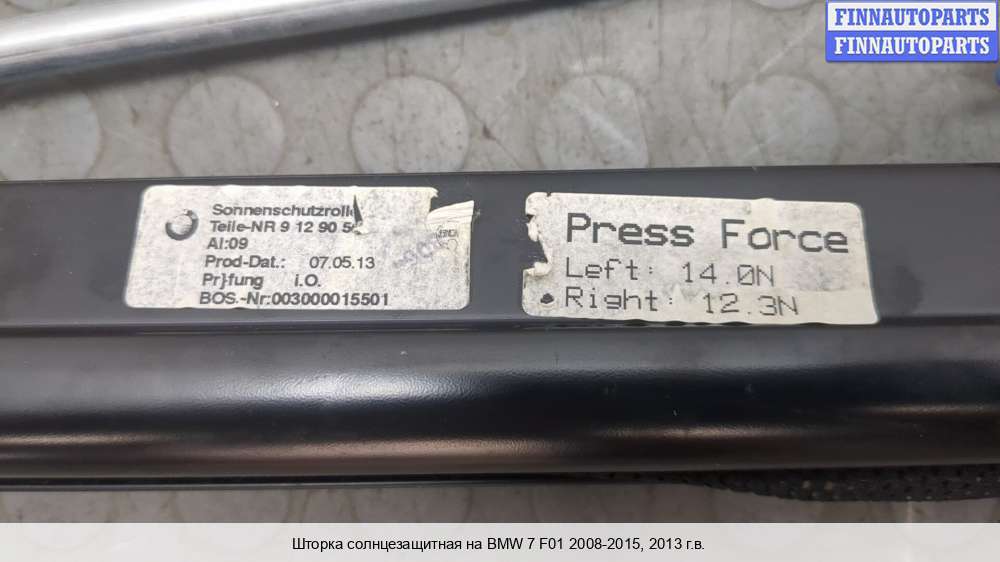 FINNAUTOPARTS
FINNAUTOPARTS
Sonnenschutzroll
Teile-NR 9 12 90 5
AI:09
Prod-Dat.: 07.05.13
Pr}fung i.O.
BOS.-Nr:003000015501
Press Force
Left: 14.0N
Right: 12.3N
Шторка солнцезащитная на BMW 7 F01 2008-2015, 2013 г.в.